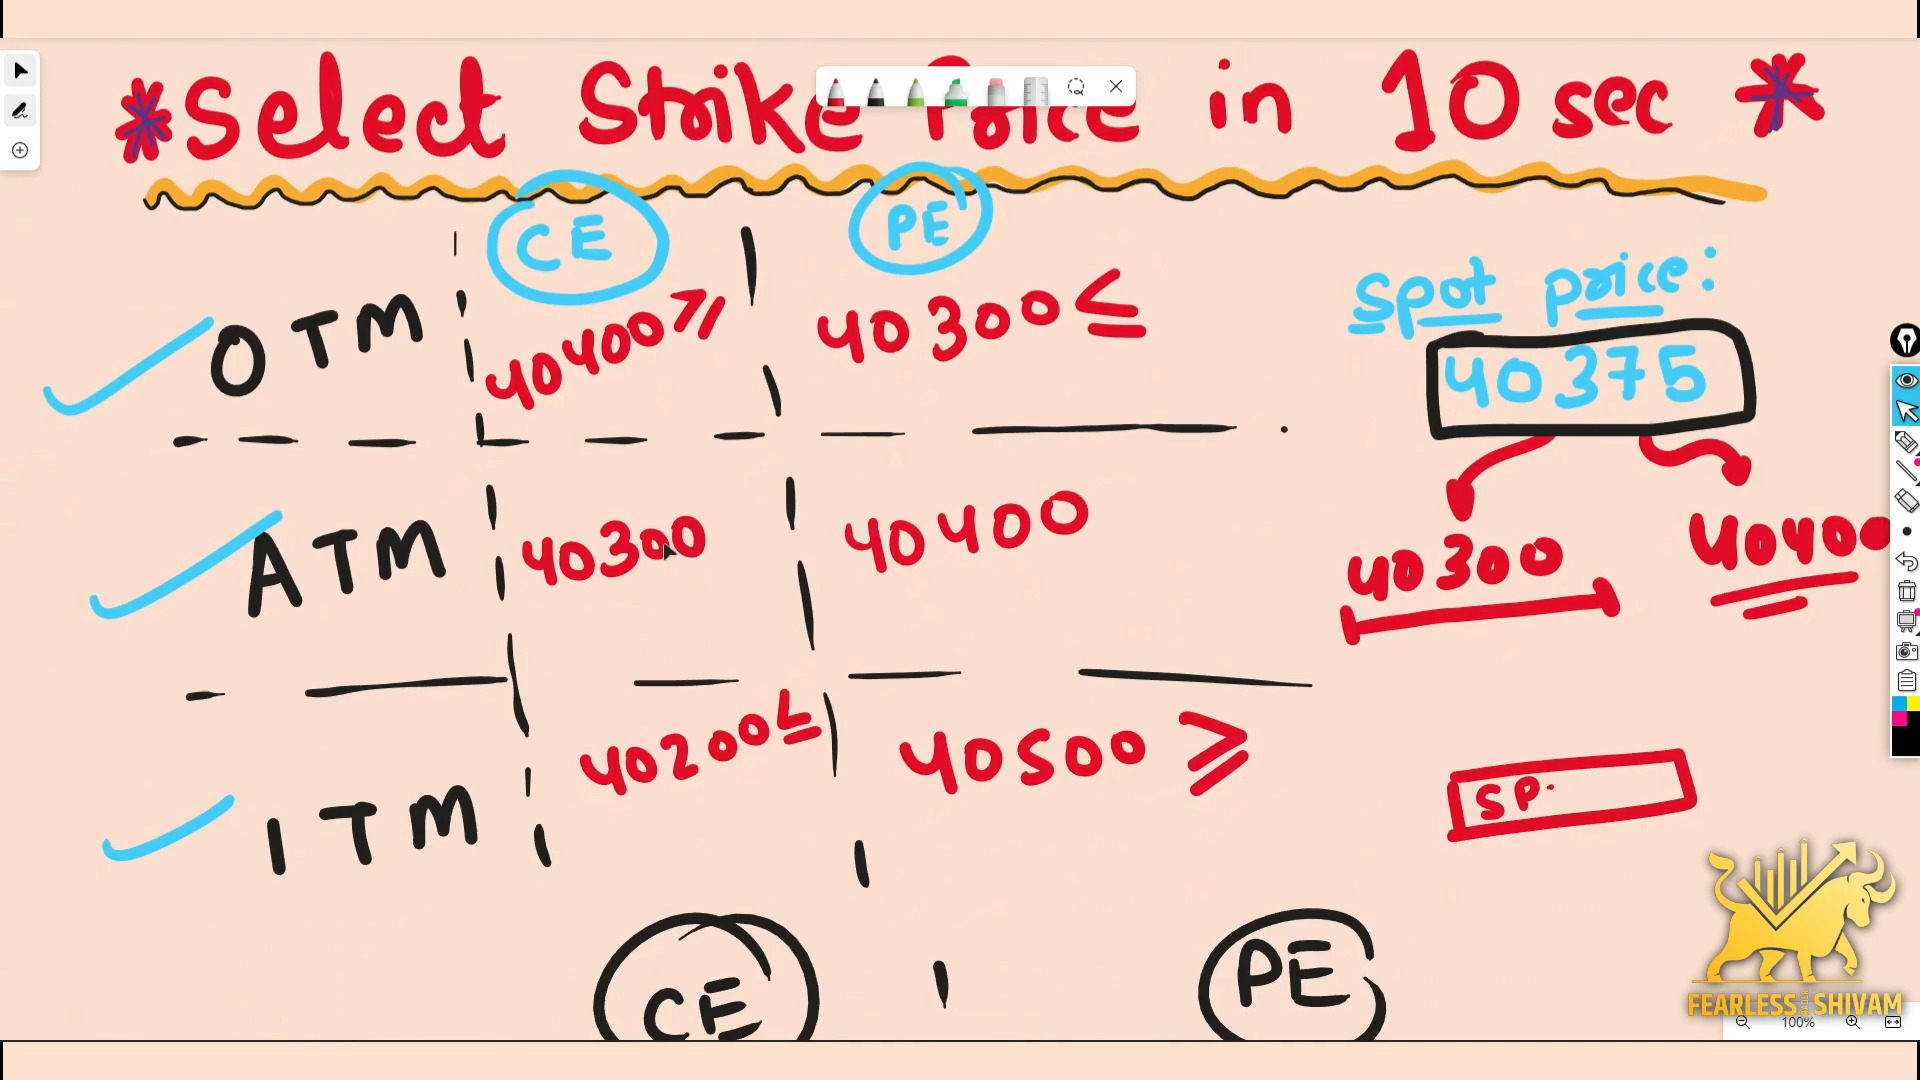 *Select Strike Price in 10 sec *
CE PE
spot price:
OTM 40400 ≥ 40300 ≤
40375
ATM 40300 40400
40300 40400
ITM 40200 ≤ 40500 ≥
SP.
CE PE
FEARLESS SHIVAM
100%